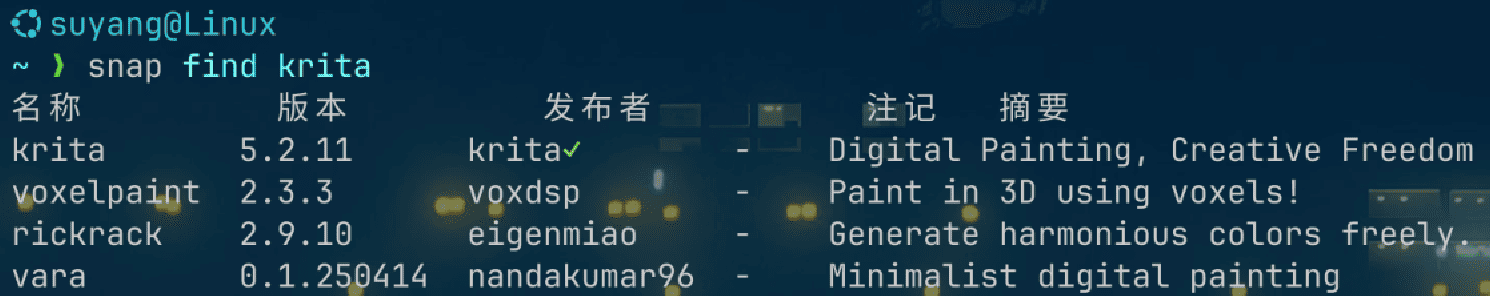 suyang@Linux
~ ❱ snap find krita
名称 版本 发布者 注记 摘要
krita 5.2.11 krita✓ - Digital Painting, Creative Freedom
voxelpaint 2.3.3 voxdsp - Paint in 3D using voxels!
rickrack 2.9.10 eigenmiao - Generate harmonious colors freely.
vara 0.1.250414 nandakumar96 - Minimalist digital painting